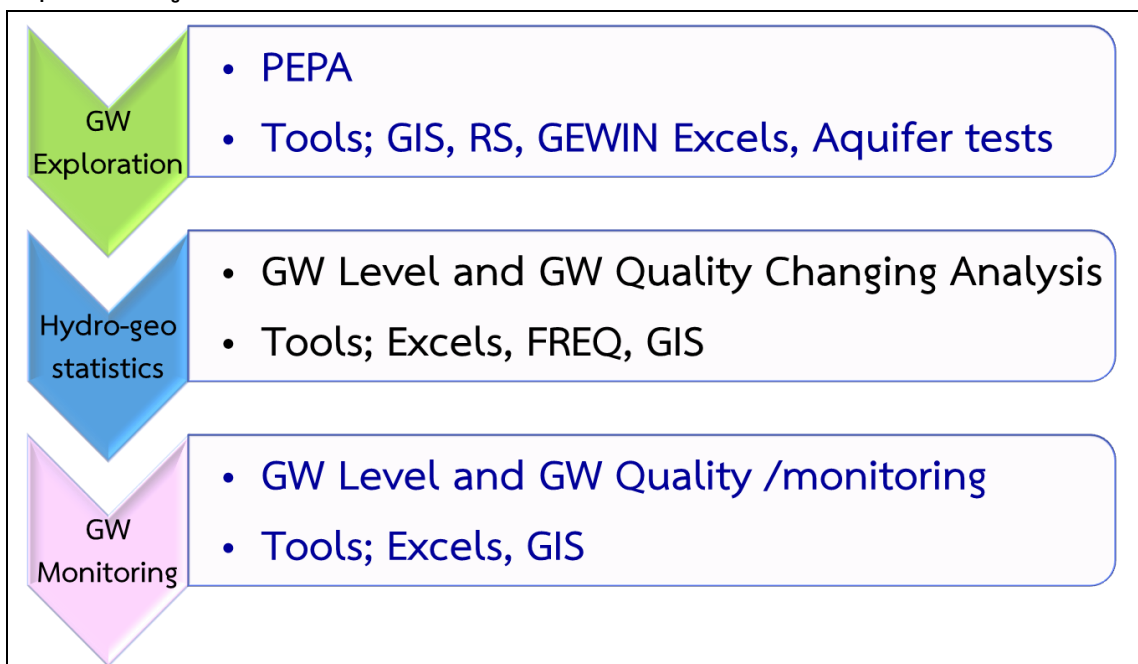 GW
Exploration
• PEPA
• Tools; GIS, RS, GEWIN Excels, Aquifer tests
Hydro-geo
statistics
• GW Level and GW Quality Changing Analysis
• Tools; Excels, FREQ, GIS
GW
Monitoring
• GW Level and GW Quality /monitoring
• Tools; Excels, GIS